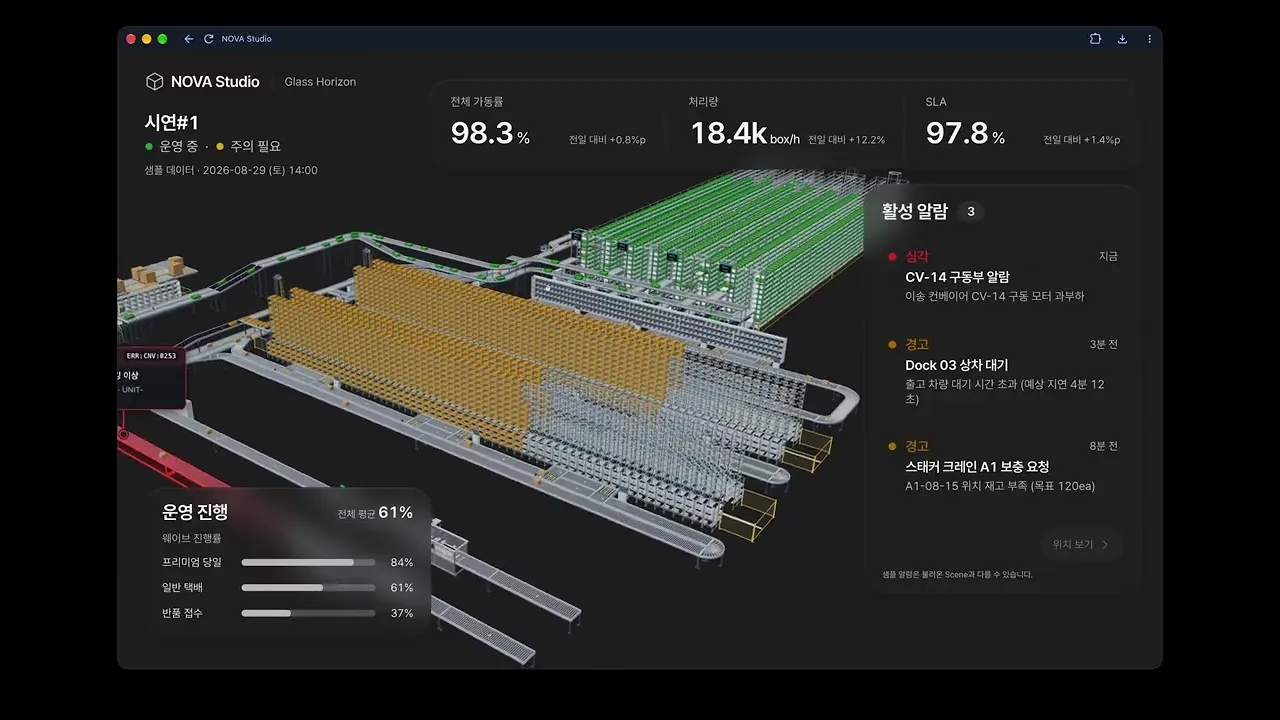 NOVA Studio
NOVA Studio
Glass Horizon
시연#1
운영 중 · 주의 필요
샘플 데이터 · 2026-08-29 (토) 14:00
전체 가동률
98.3 %
전일 대비 +0.8%p
처리량
18.4k box/h
전일 대비 +12.2%
SLA
97.8 %
전일 대비 +1.4%p
활성 알람 3
심각 지금
CV-14 구동부 알람
이송 컨베이어 CV-14 구동 모터 과부하
경고 3분 전
Dock 03 상차 대기
출고 차량 대기 시간 초과 (예상 지연 4분 12
초)
경고 8분 전
스태커 크레인 A1 보충 요청
A1-08-15 위치 재고 부족 (목표 120ea)
위치 보기
샘플 알람은 불러온 Scene과 다를 수 있습니다.
ERR:CNV:0253
이상
UNIT-
운영 진행
전체 평균 61%
웨이브 진행률
프리미엄 당일 84%
일반 택배 61%
반품 접수 37%